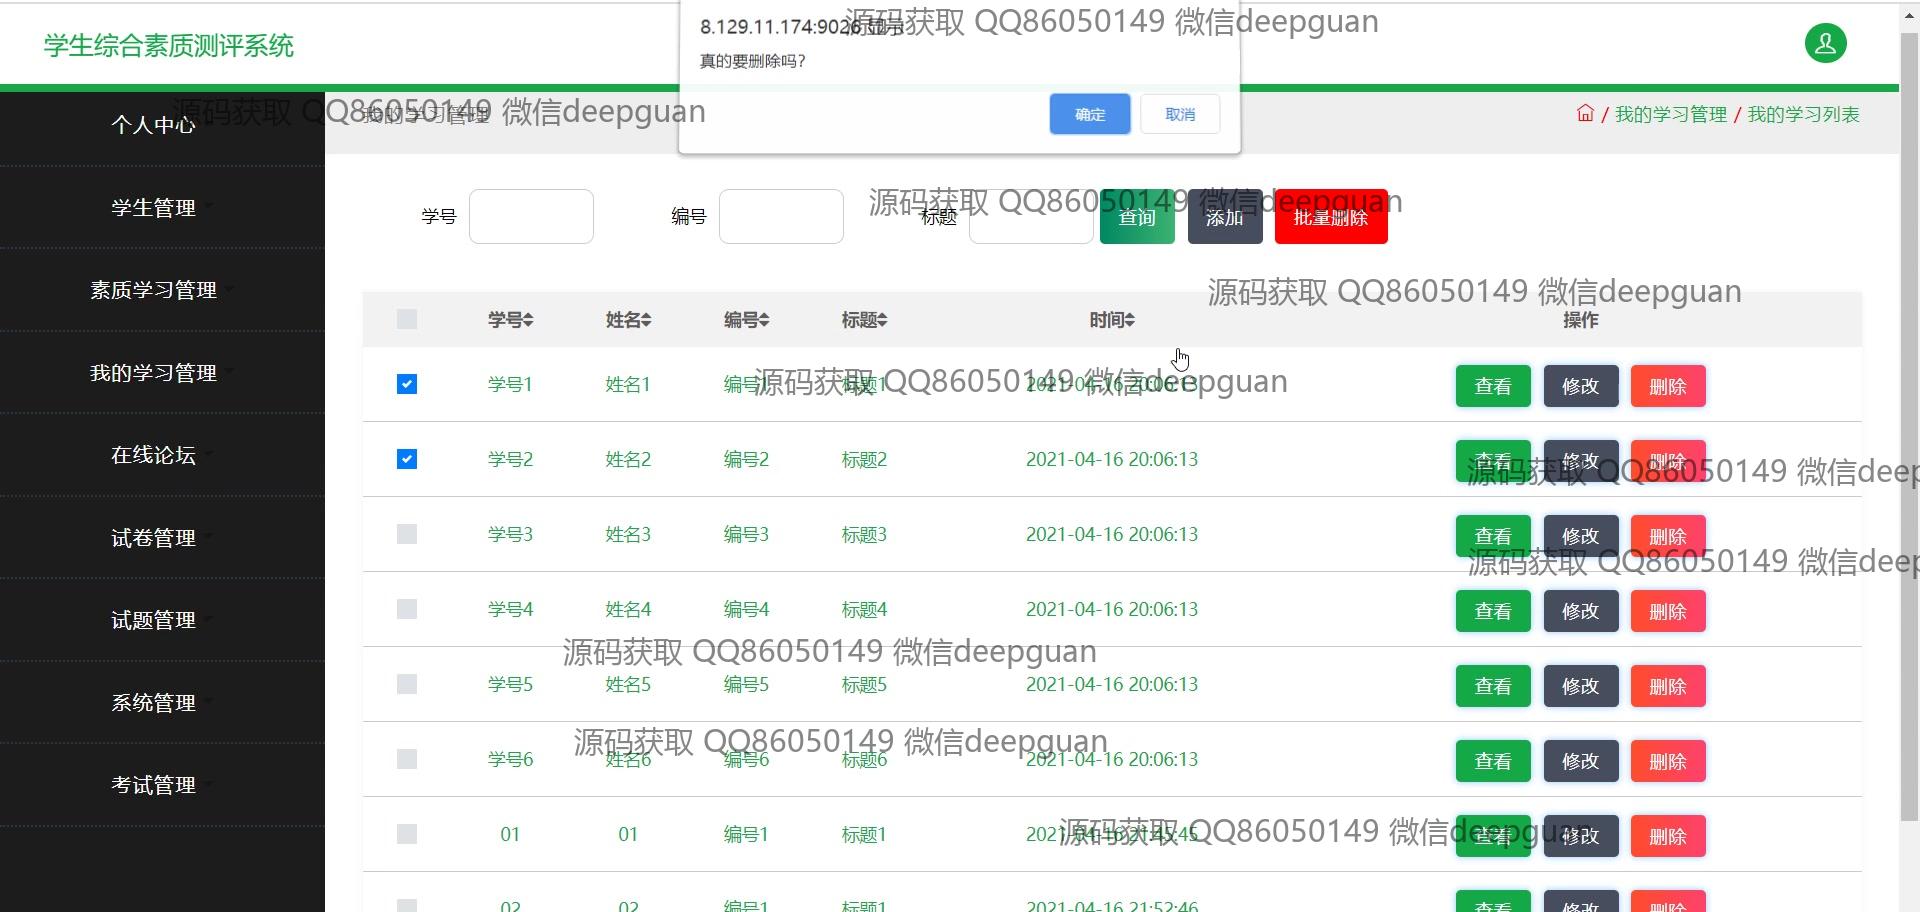 8.129.11.174:9026 显示
真的要删除吗?
确定
取消
源码获取 QQ86050149 微信deepguan
学生综合素质测评系统
个人中心
学生管理
素质学习管理
我的学习管理
在线论坛
试卷管理
试题管理
系统管理
考试管理
源码获取 QQ86050149 微信deepguan
我的学习管理
/ 我的学习管理 / 我的学习列表
学号
编号
标题
查询
添加
批量删除
源码获取 QQ86050149 微信deepguan
源码获取 QQ86050149 微信deepguan
学号 姓名 编号 标题 时间 操作
学号1 姓名1 编号1 标题1 2021-04-16 20:06:13 查看 修改 删除
源码获取 QQ86050149 微信deepguan
学号2 姓名2 编号2 标题2 2021-04-16 20:06:13 查看 修改 删除
源码获取 QQ86050149 微信deep
学号3 姓名3 编号3 标题3 2021-04-16 20:06:13 查看 修改 删除
源码获取 QQ86050149 微信deep
学号4 姓名4 编号4 标题4 2021-04-16 20:06:13 查看 修改 删除
源码获取 QQ86050149 微信deepguan
学号5 姓名5 编号5 标题5 2021-04-16 20:06:13 查看 修改 删除
源码获取 QQ86050149 微信deepguan
学号6 姓名6 编号6 标题6 2021-04-16 20:06:13 查看 修改 删除
01 01 编号1 标题1 2021-04-16 21:45:45 查看 修改 删除
源码获取 QQ86050149 微信deepguan
02 02 编号1 标题1 2021-04-16 21:52:46 查看 修改 删除